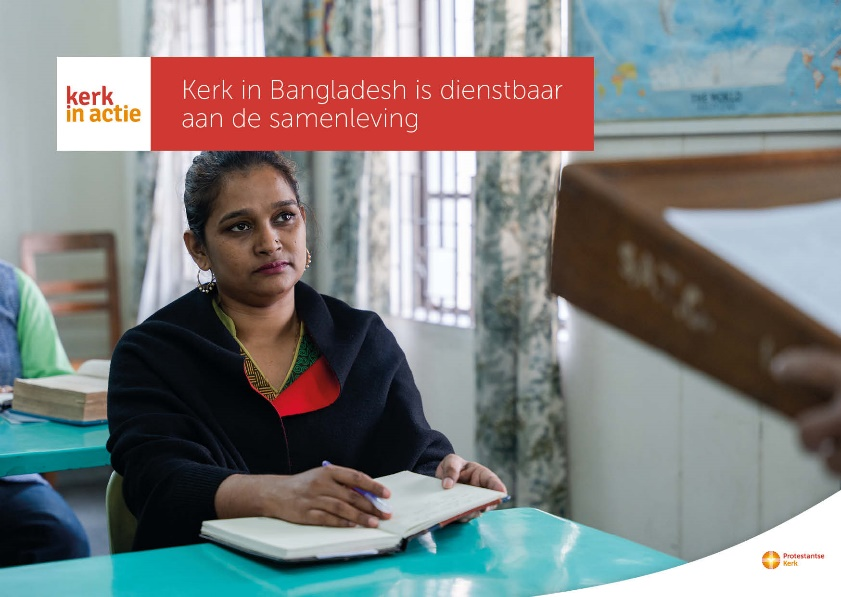 kerk
in actie
Kerk in Bangladesh is dienstbaar
aan de samenleving
THE WORLD
Protestantse
Kerk